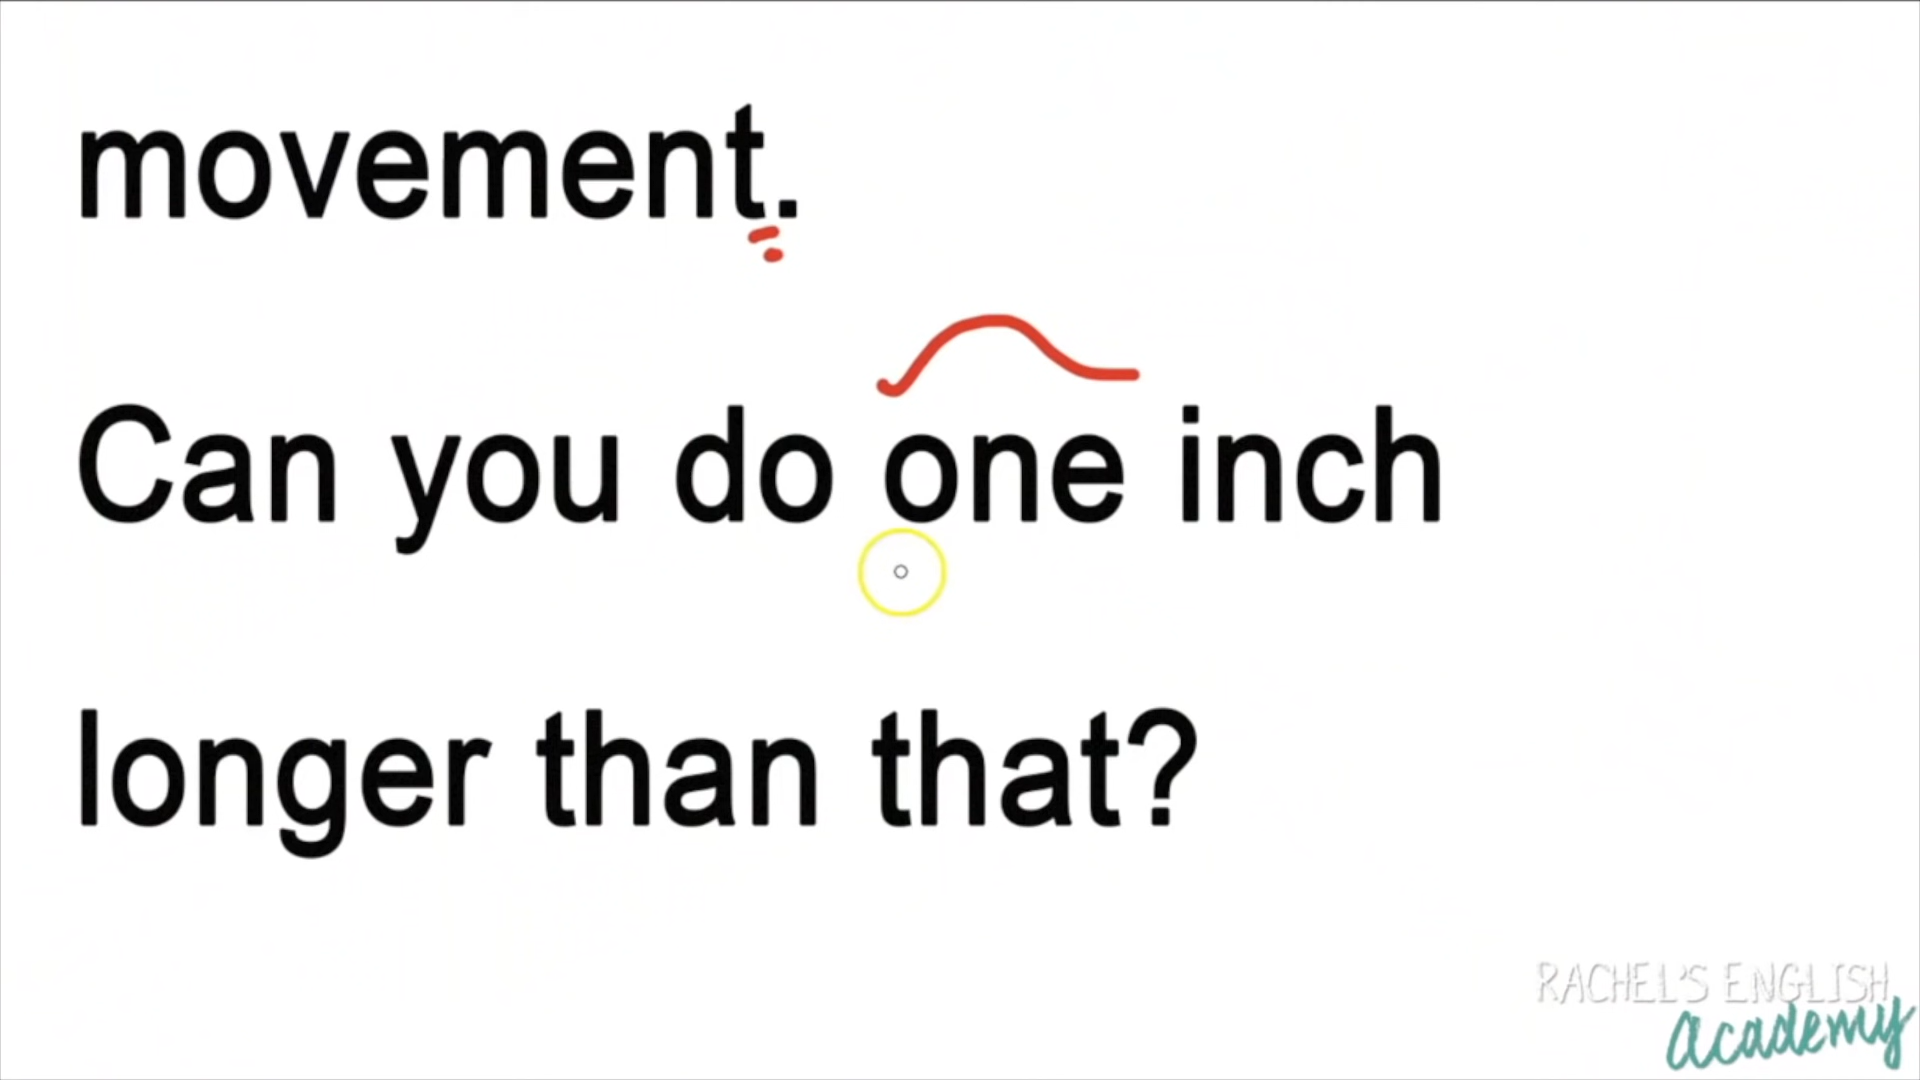 movement.
Can you do one inch
longer than that?
RACHEL'S ENGLISH
academy